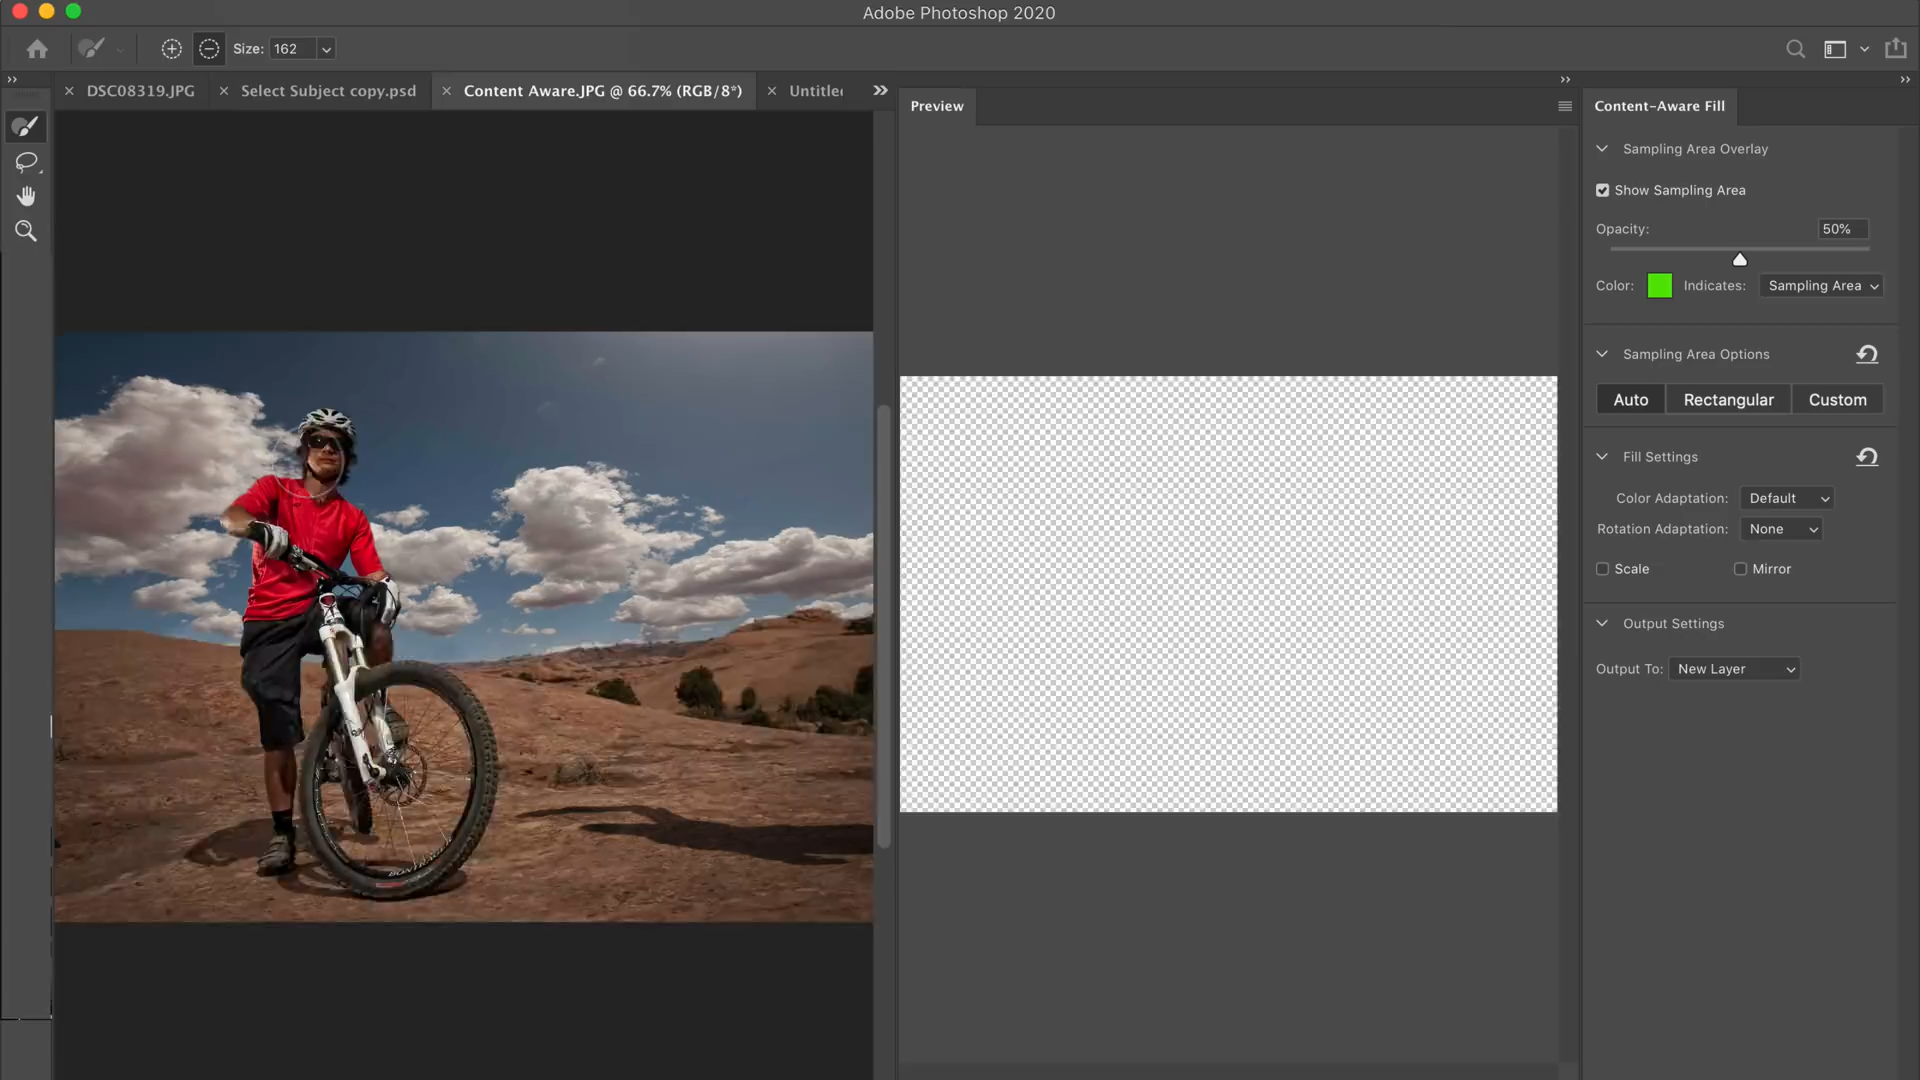 Adobe Photoshop 2020
Size: 162
DSC08319.JPG
Select Subject copy.psd
Content Aware.JPG @ 66.7% (RGB/8*)
Untitle
Preview
Content-Aware Fill
Sampling Area Overlay
Show Sampling Area
Opacity: 50%
Color: Indicates: Sampling Area
Sampling Area Options
Auto Rectangular Custom
Fill Settings
Color Adaptation: Default
Rotation Adaptation: None
Scale Mirror
Output Settings
Output To: New Layer